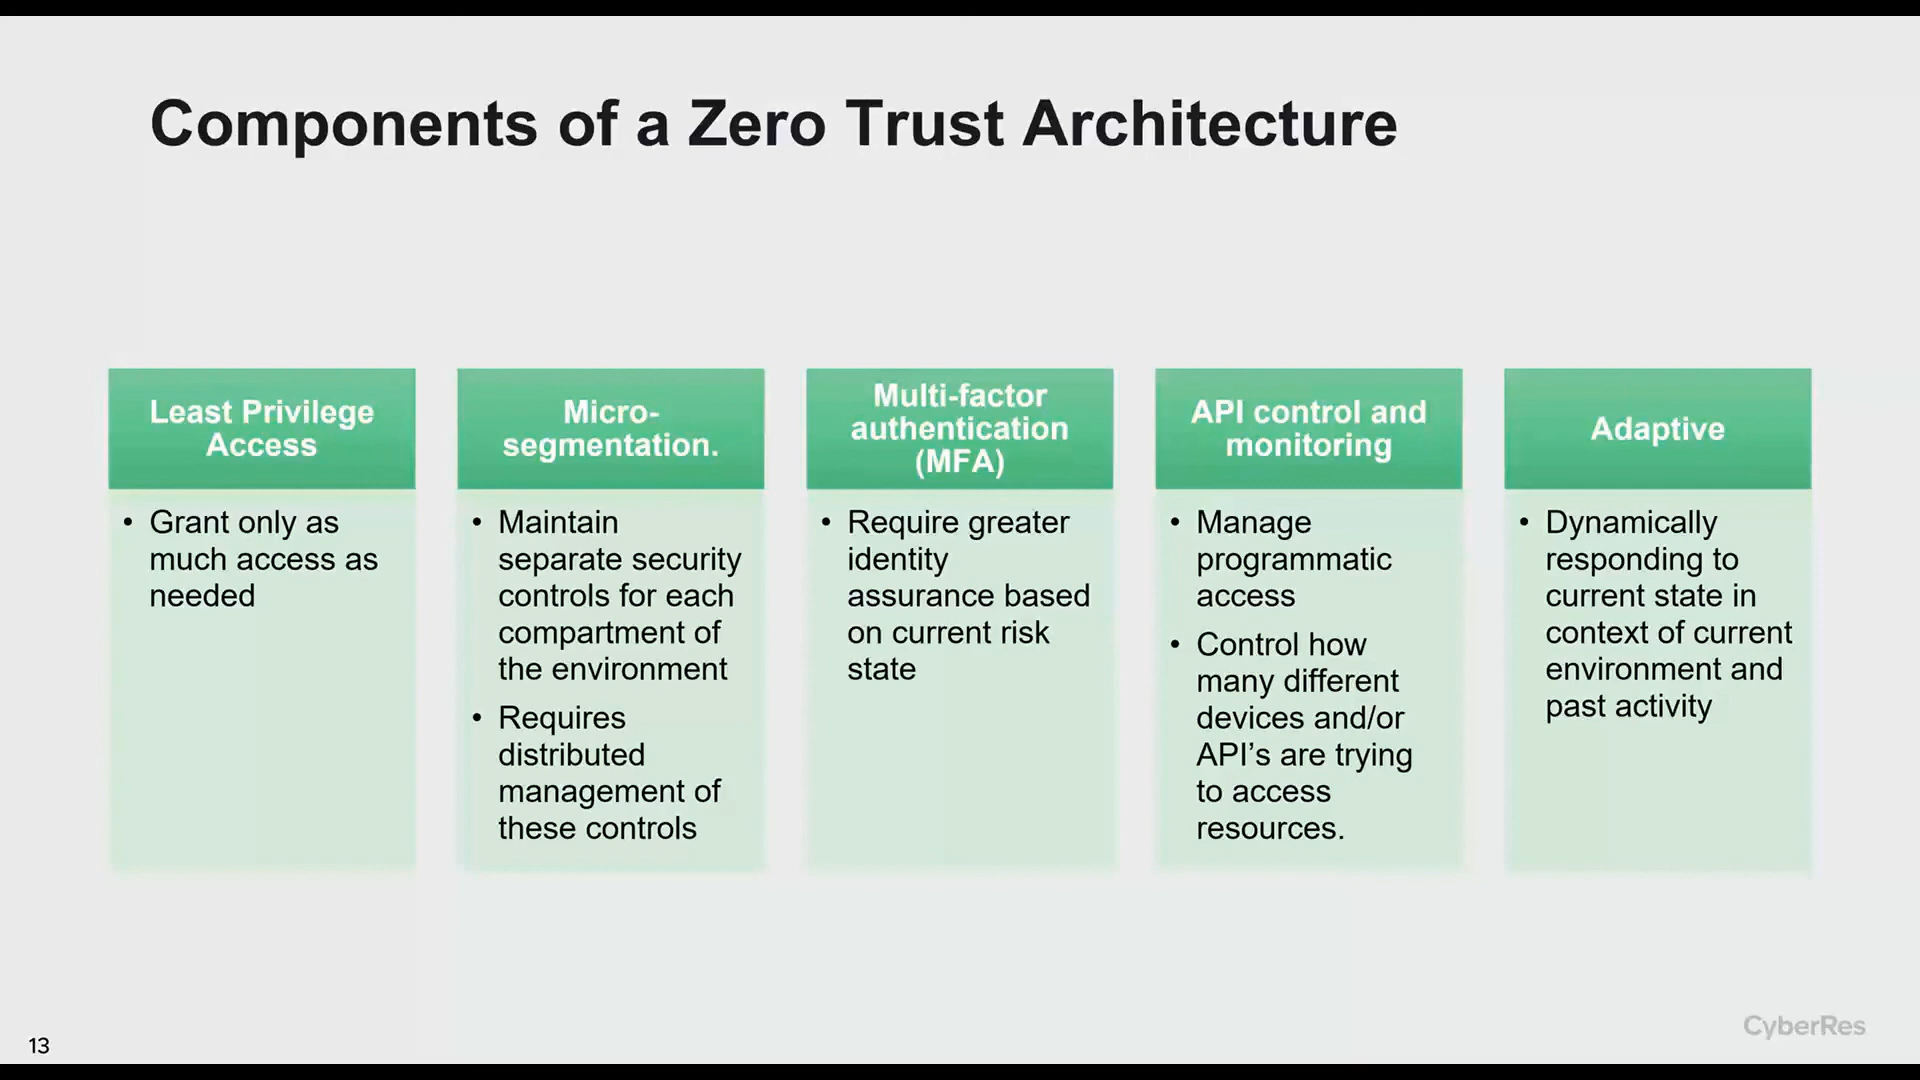 Components of a Zero Trust Architecture
Least Privilege
Access
• Grant only as
much access as
needed
Micro-
segmentation.
• Maintain
separate security
controls for each
compartment of
the environment
• Requires
distributed
management of
these controls
Multi-factor
authentication
(MFA)
• Require greater
identity
assurance based
on current risk
state
API control and
monitoring
• Manage
programmatic
access
• Control how
many different
devices and/or
API’s are trying
to access
resources.
Adaptive
• Dynamically
responding to
current state in
context of current
environment and
past activity
13
CyberRes